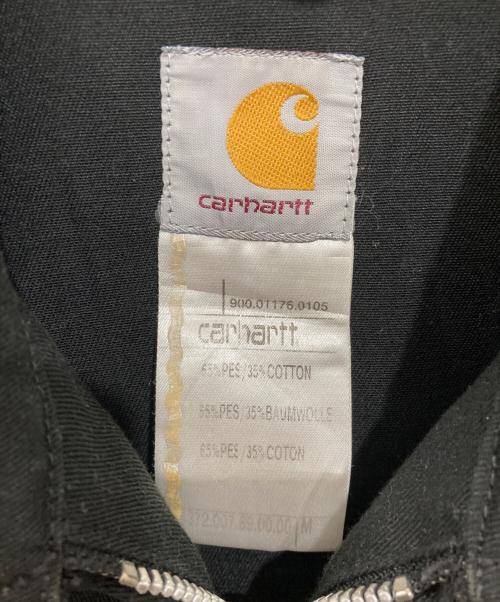 carhartt
900.01176.0105
carhartt
65%PES/35%COTTON
65%PES/35%BAUMWOLLE
65%PES/35%COTON
372.007.89.00.00 M